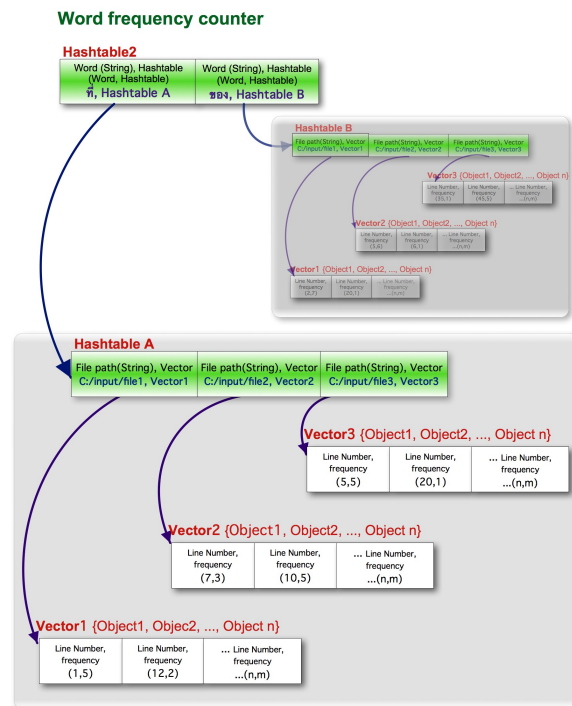 Word frequency counter
Hashtable2
Word (String), Hashtable
(Word, Hashtable)
ที่, Hashtable A
Word (String), Hashtable
(Word, Hashtable)
ของ, Hashtable B
Hashtable B
File path(String), Vector
C:/input/file1, Vector1
File path(String), Vector
C:/input/file2, Vector2
File path(String), Vector
C:/input/file3, Vector3
Vector3 {Object1, Object2, ..., Object n}
Line Number,
frequency
Line Number,
frequency
(45,5)
... Line Number,
frequency
...(n,m)
Vector2 {Object1, Object2, ..., Object n}
Line Number,
frequency
Line Number,
frequency
... Line Number,
frequency
...(n,m)
Vector1 {Object1, Object2, ..., Object n}
Line Number,
frequency
(2,7)
Line Number,
frequency
(20,1)
... Line Number,
frequency
...(n,m)
Hashtable A
File path(String), Vector
C:/input/file1, Vector1
File path(String), Vector
C:/input/file2, Vector2
File path(String), Vector
C:/input/file3, Vector3
Vector3 {Object1, Object2, ..., Object n}
Line Number,
frequency
(5,5)
Line Number,
frequency
(20,1)
... Line Number,
frequency
...(n,m)
Vector2 {Object1, Object2, ..., Object n}
Line Number,
frequency
(7,3)
Line Number,
frequency
(10,5)
... Line Number,
frequency
...(n,m)
Vector1 {Object1, Objec2, ..., Object n}
Line Number,
frequency
(1,5)
Line Number,
frequency
(12,2)
... Line Number,
frequency
...(n,m)